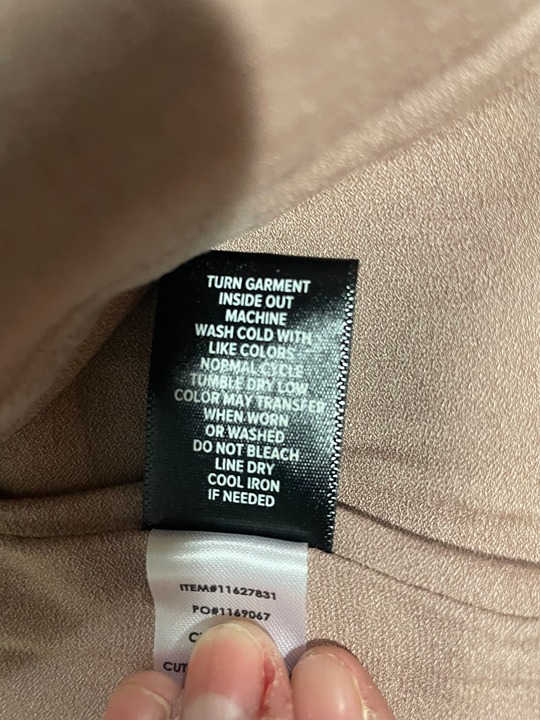 TURN GARMENT
INSIDE OUT
MACHINE
WASH COLD WITH
LIKE COLORS
NORMAL CYCLE
TUMBLE DRY LOW
COLOR MAY TRANSFER
WHEN WORN
OR WASHED
DO NOT BLEACH
LINE DRY
COOL IRON
IF NEEDED
ITEM#11627831
PO#1169067
CUT